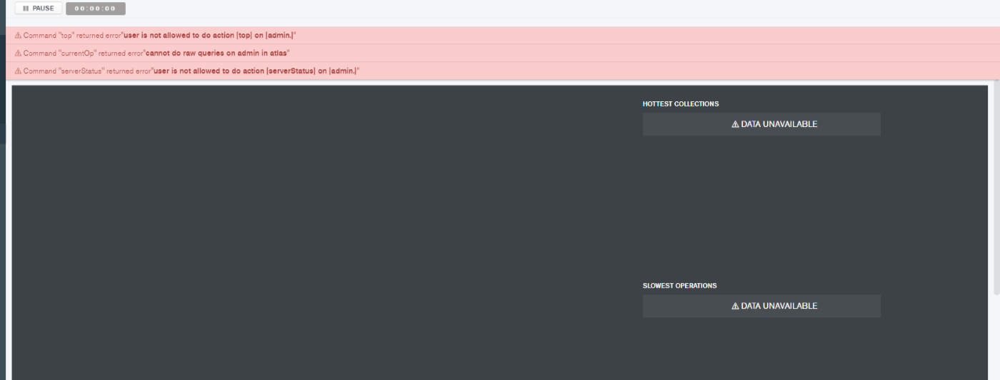 PAUSE
00:00:00
⚠ Command "top" returned error"user is not allowed to do action [top] on [admin.]"
⚠ Command "currentOp" returned error"cannot do raw queries on admin in atlas"
⚠ Command "serverStatus" returned error"user is not allowed to do action [serverStatus] on [admin.]"
HOTTEST COLLECTIONS
⚠ DATA UNAVAILABLE
SLOWEST OPERATIONS
⚠ DATA UNAVAILABLE